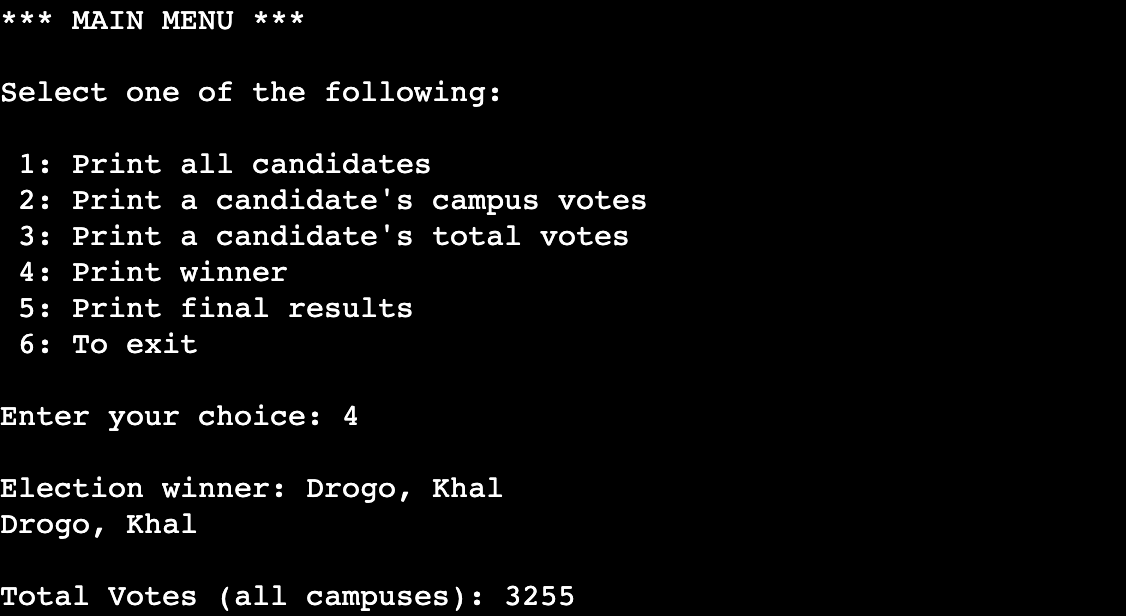 *** MAIN MENU ***
Select one of the following:
1: Print all candidates
2: Print a candidate's campus votes
3: Print a candidate's total votes
4: Print winner
5: Print final results
6: To exit
Enter your choice: 4
Election winner: Drogo, Khal
Drogo, Khal
Total Votes (all campuses): 3255